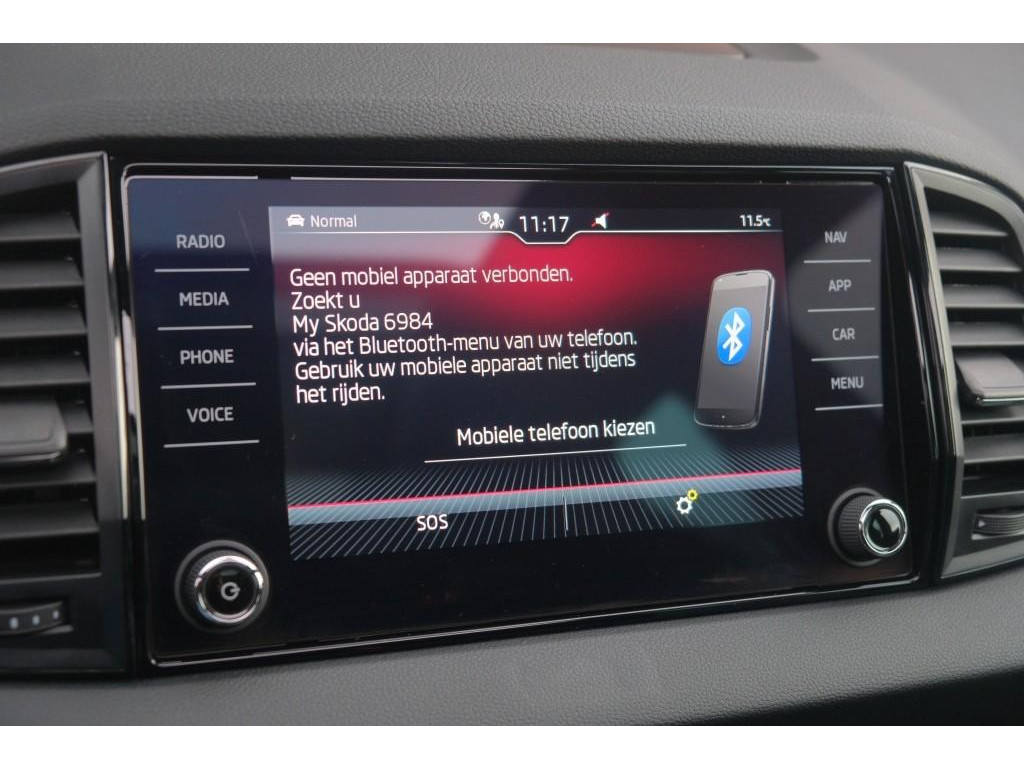 Normal 11:17 11.5°C
RADIO
MEDIA
PHONE
VOICE
Geen mobiel apparaat verbonden.
Zoekt u
My Skoda 6984
via het Bluetooth-menu van uw telefoon.
Gebruik uw mobiele apparaat niet tijdens
het rijden.
Mobiele telefoon kiezen
SOS
NAV
APP
CAR
MENU